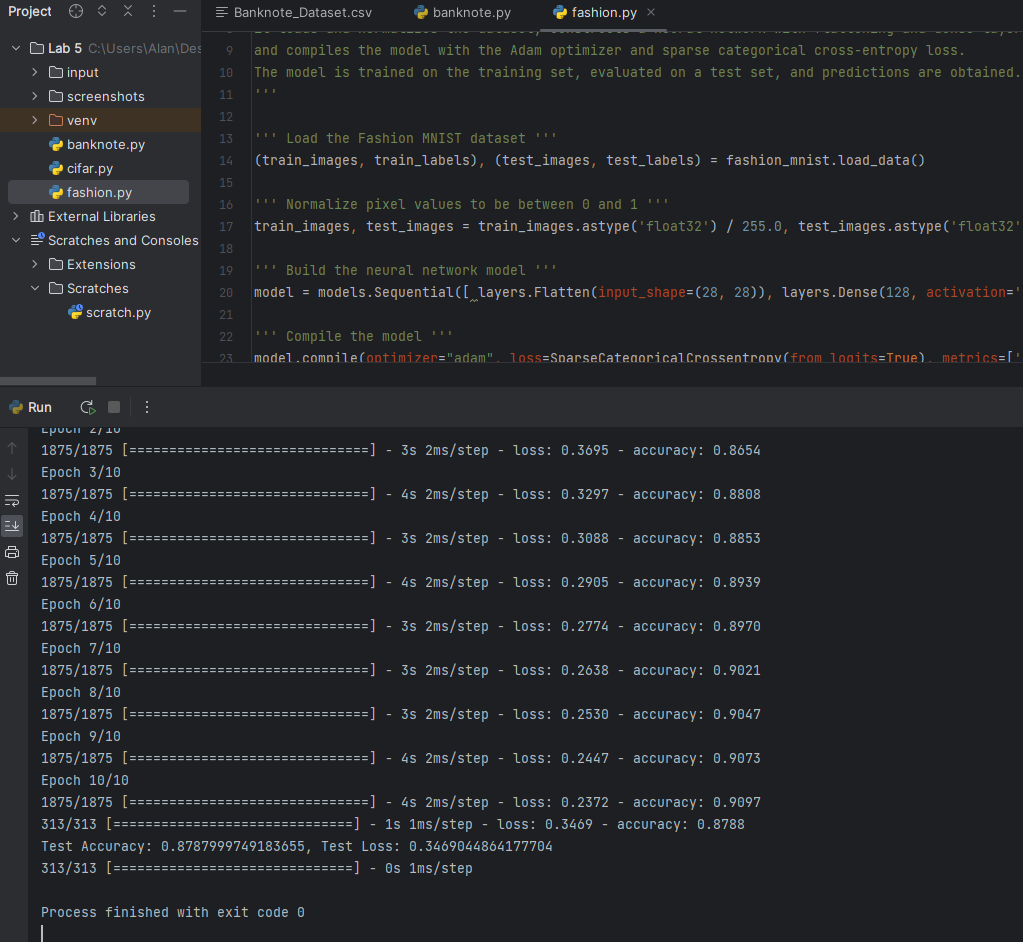 Project
Lab 5 C:\Users\Alan\Des
input
screenshots
venv
banknote.py
cifar.py
fashion.py
External Libraries
Scratches and Consoles
Extensions
Scratches
scratch.py
Banknote_Dataset.csv banknote.py fashion.py
9 and compiles the model with the Adam optimizer and sparse categorical cross-entropy loss.
10 The model is trained on the training set, evaluated on a test set, and predictions are obtained.
11 '''
12
13 ''' Load the Fashion MNIST dataset '''
14 (train_images, train_labels), (test_images, test_labels) = fashion_mnist.load_data()
15
16 ''' Normalize pixel values to be between 0 and 1 '''
17 train_images, test_images = train_images.astype('float32') / 255.0, test_images.astype('float32'
18
19 ''' Build the neural network model '''
20 model = models.Sequential([ layers.Flatten(input_shape=(28, 28)), layers.Dense(128, activation='
21
22 ''' Compile the model '''
23 model.compile(optimizer="adam", loss=SparseCategoricalCrossentropy(from_logits=True), metrics=['
Run
Epoch 2/10
1875/1875 [==============================] - 3s 2ms/step - loss: 0.3695 - accuracy: 0.8654
Epoch 3/10
1875/1875 [==============================] - 4s 2ms/step - loss: 0.3297 - accuracy: 0.8808
Epoch 4/10
1875/1875 [==============================] - 3s 2ms/step - loss: 0.3088 - accuracy: 0.8853
Epoch 5/10
1875/1875 [==============================] - 4s 2ms/step - loss: 0.2905 - accuracy: 0.8939
Epoch 6/10
1875/1875 [==============================] - 3s 2ms/step - loss: 0.2774 - accuracy: 0.8970
Epoch 7/10
1875/1875 [==============================] - 3s 2ms/step - loss: 0.2638 - accuracy: 0.9021
Epoch 8/10
1875/1875 [==============================] - 3s 2ms/step - loss: 0.2530 - accuracy: 0.9047
Epoch 9/10
1875/1875 [==============================] - 4s 2ms/step - loss: 0.2447 - accuracy: 0.9073
Epoch 10/10
1875/1875 [==============================] - 4s 2ms/step - loss: 0.2372 - accuracy: 0.9097
313/313 [==============================] - 1s 1ms/step - loss: 0.3469 - accuracy: 0.8788
Test Accuracy: 0.8787999749183655, Test Loss: 0.3469044864177704
313/313 [==============================] - 0s 1ms/step
Process finished with exit code 0